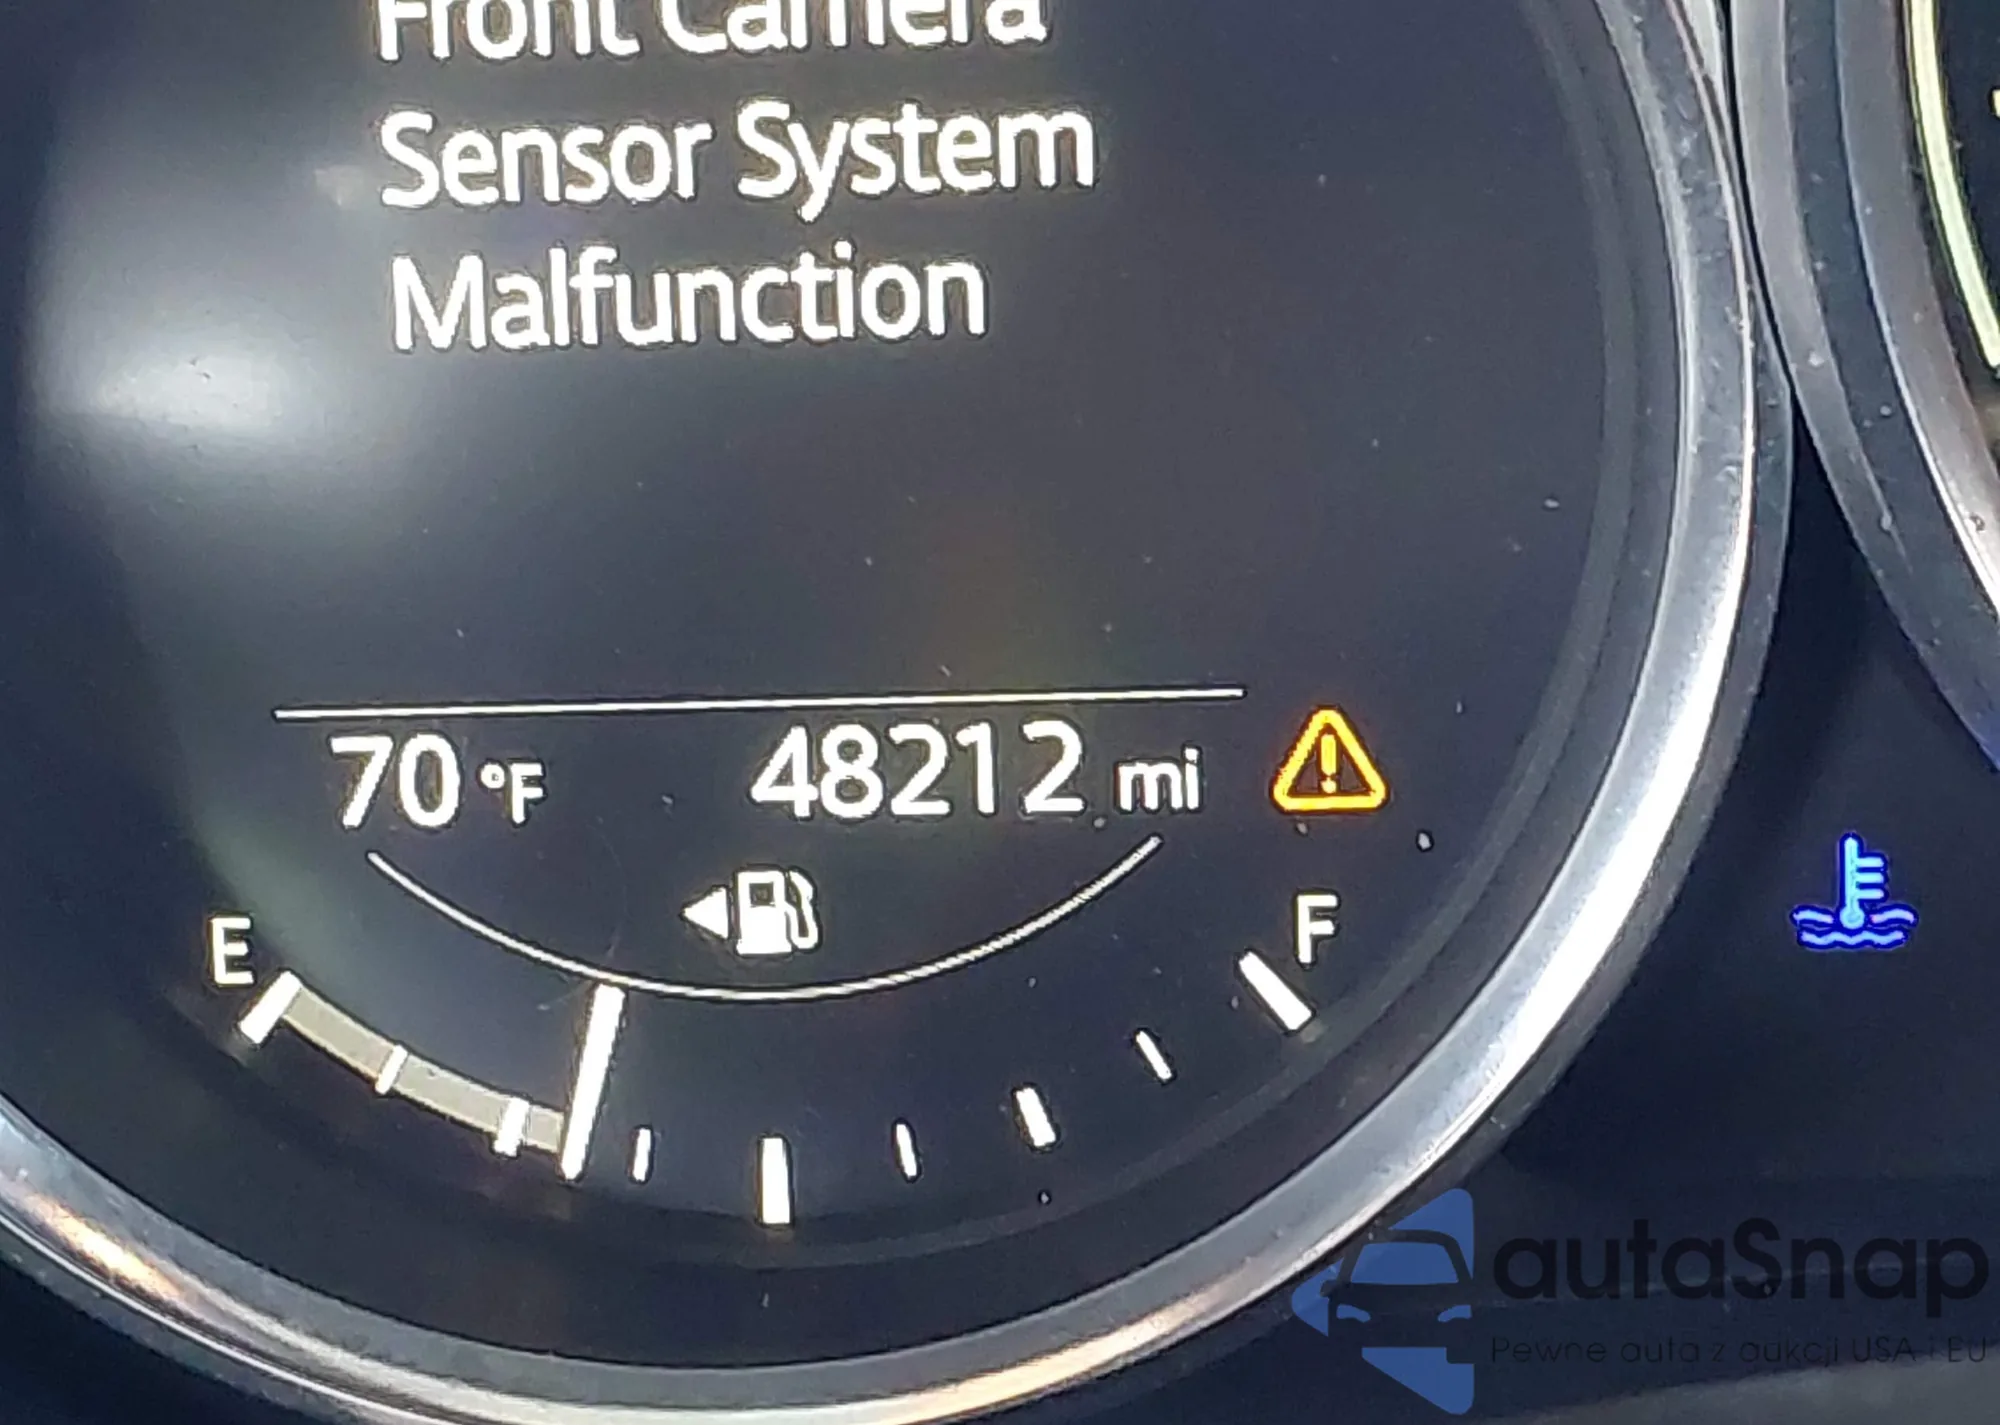 Front Camera
Sensor System
Malfunction
70 °F 48212 mi
E F
autaSnap
Pewne auta z aukcji USA i EU